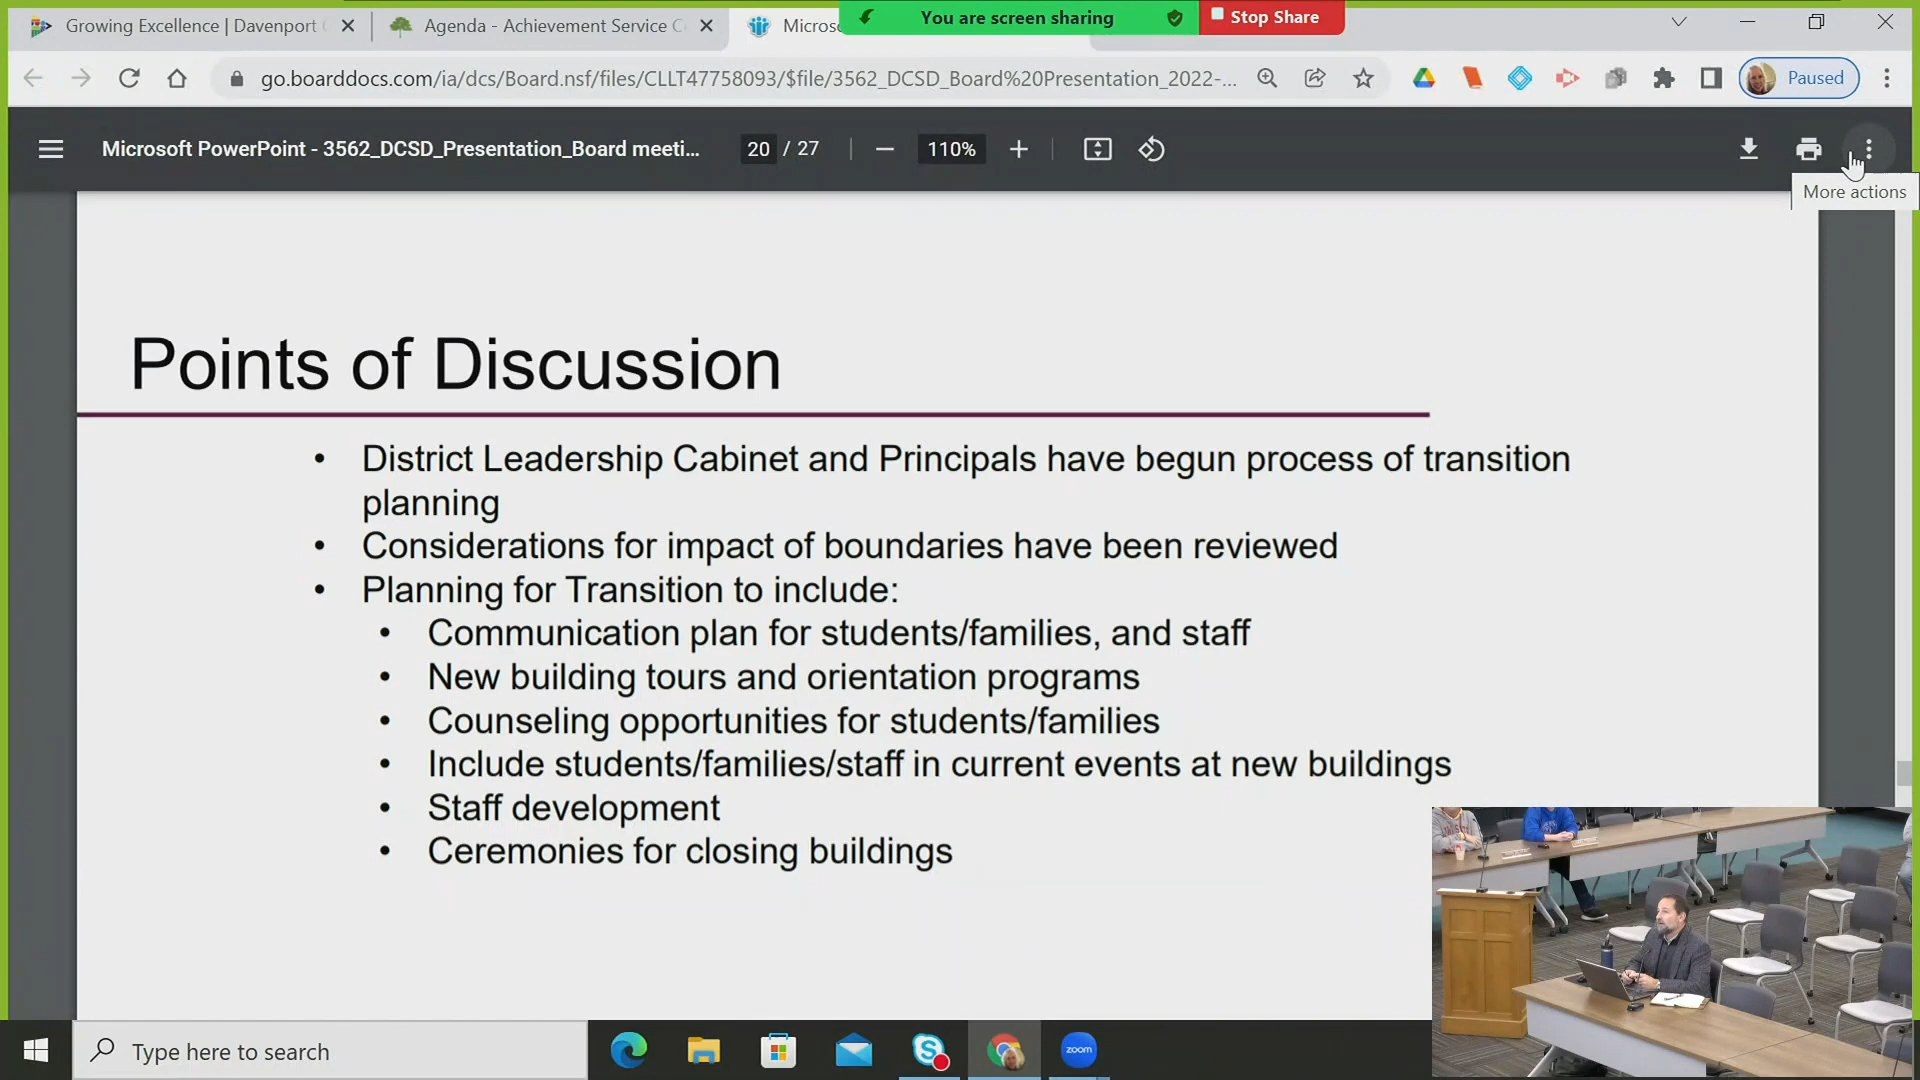 Growing Excellence | Davenport
Agenda - Achievement Service C
Micros
You are screen sharing
Stop Share
go.boarddocs.com/ia/dcs/Board.nsf/files/CLLT47758093/$file/3562_DCSD_Board%20Presentation_2022-...
Paused
Microsoft PowerPoint - 3562_DCSD_Presentation_Board meeti...
20 / 27
110%
More actions
Points of Discussion
• District Leadership Cabinet and Principals have begun process of transition
planning
• Considerations for impact of boundaries have been reviewed
• Planning for Transition to include:
• Communication plan for students/families, and staff
• New building tours and orientation programs
• Counseling opportunities for students/families
• Include students/families/staff in current events at new buildings
• Staff development
• Ceremonies for closing buildings
Type here to search
zoom